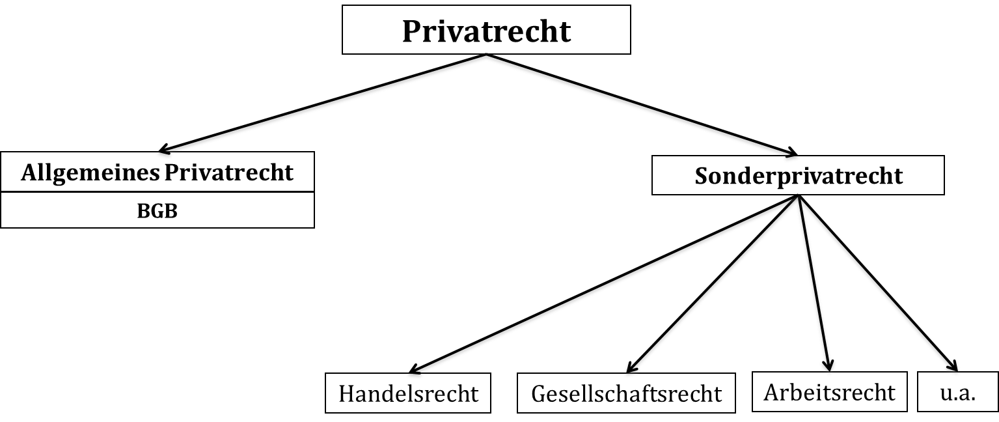 Privatrecht
Allgemeines Privatrecht
BGB
Sonderprivatrecht
Handelsrecht
Gesellschaftsrecht
Arbeitsrecht
u.a.